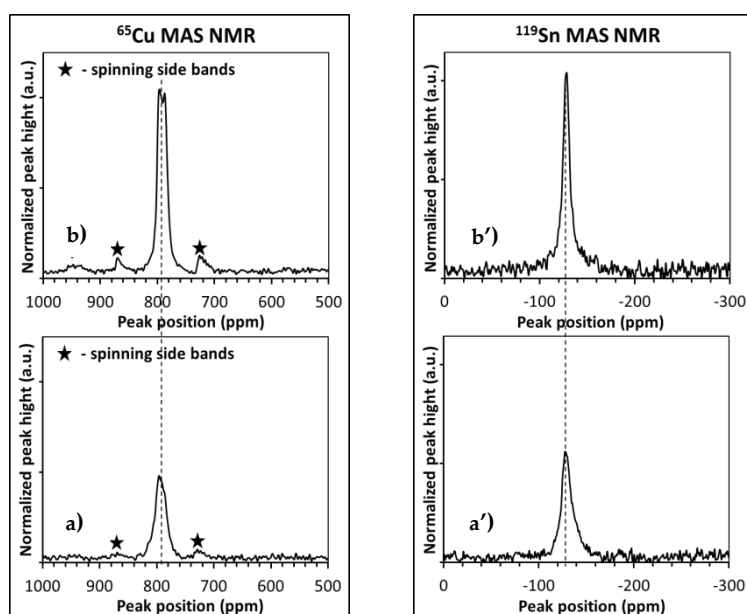 ⁶⁵Cu MAS NMR
★ - spinning side bands
Normalized peak hight (a.u.)
b)
1000 900 800 700 600 500
Peak position (ppm)
★ - spinning side bands
Normalized peak hight (a.u.)
a)
1000 900 800 700 600 500
Peak position (ppm)
¹¹⁹Sn MAS NMR
Normalized peak hight (a.u.)
b')
0 -100 -200 -300
Peak position (ppm)
Normalized peak hight (a.u.)
a')
0 -100 -200 -300
Peak position (ppm)